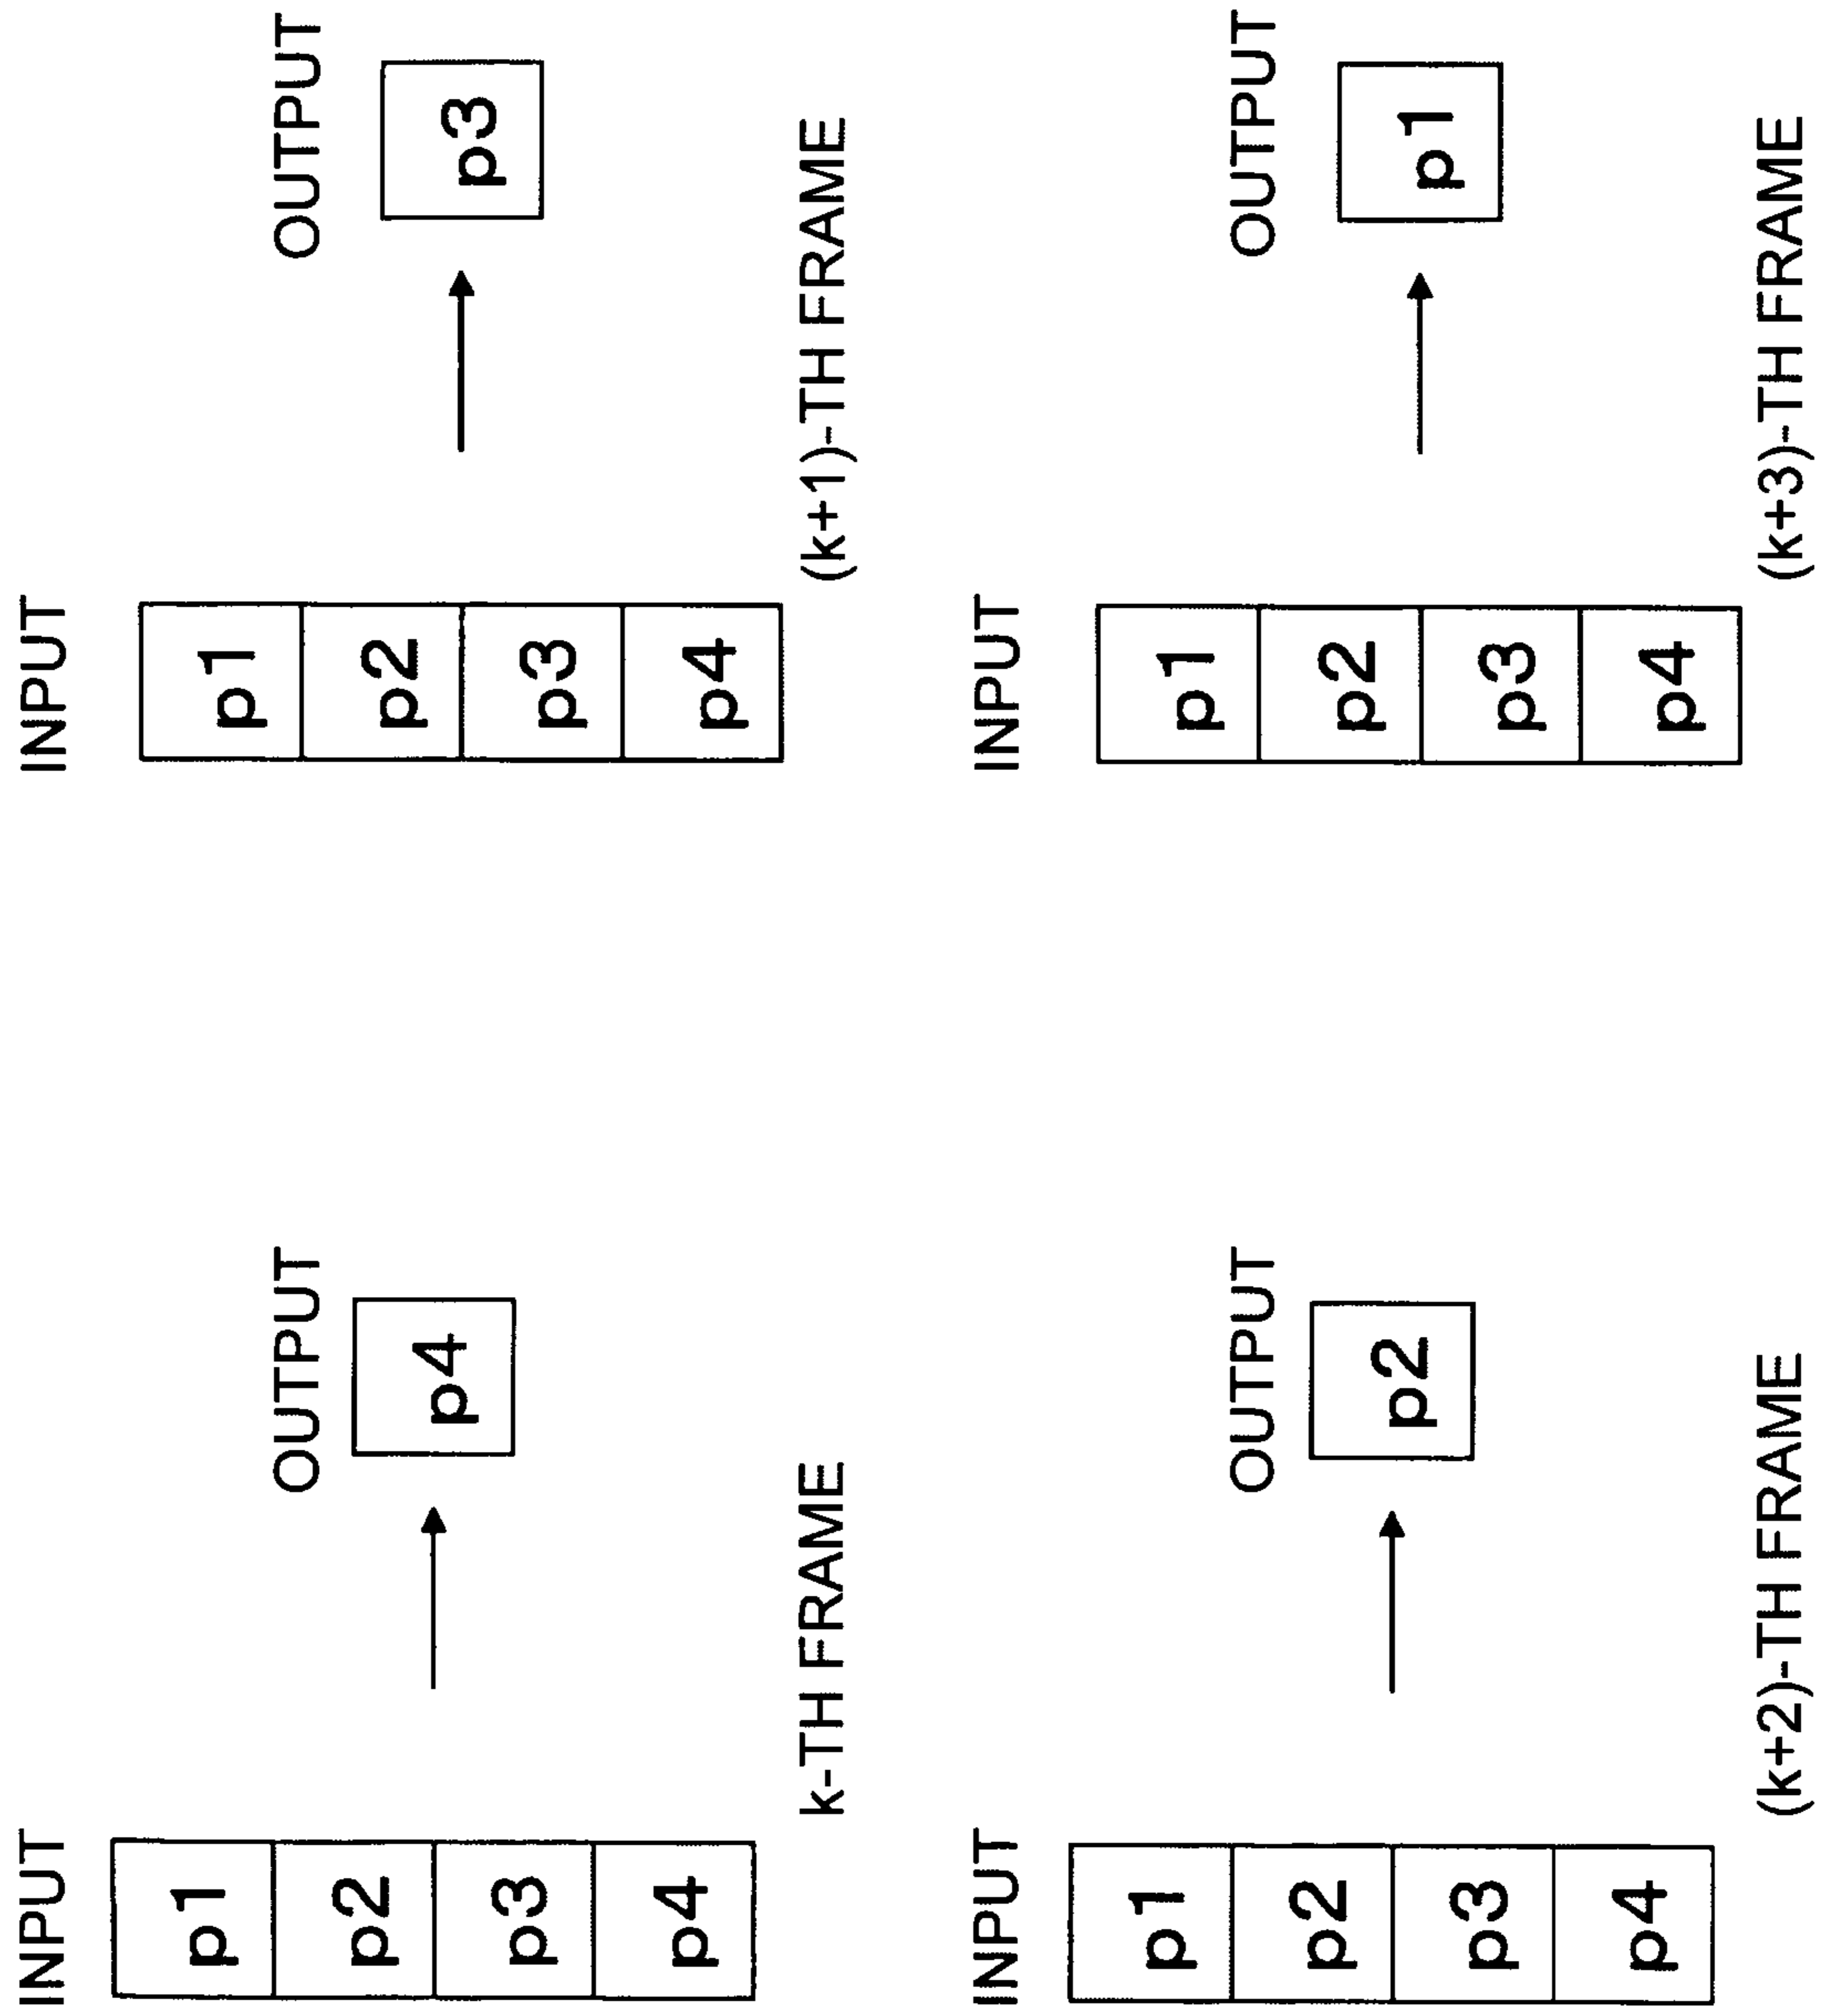 INPUT
p1
p2
p3
p4
OUTPUT
p4
k-TH FRAME
INPUT
p1
p2
p3
p4
OUTPUT
p3
(k+1)-TH FRAME
INPUT
p1
p2
p3
p4
OUTPUT
p2
(k+2)-TH FRAME
INPUT
p1
p2
p3
p4
OUTPUT
p1
(k+3)-TH FRAME